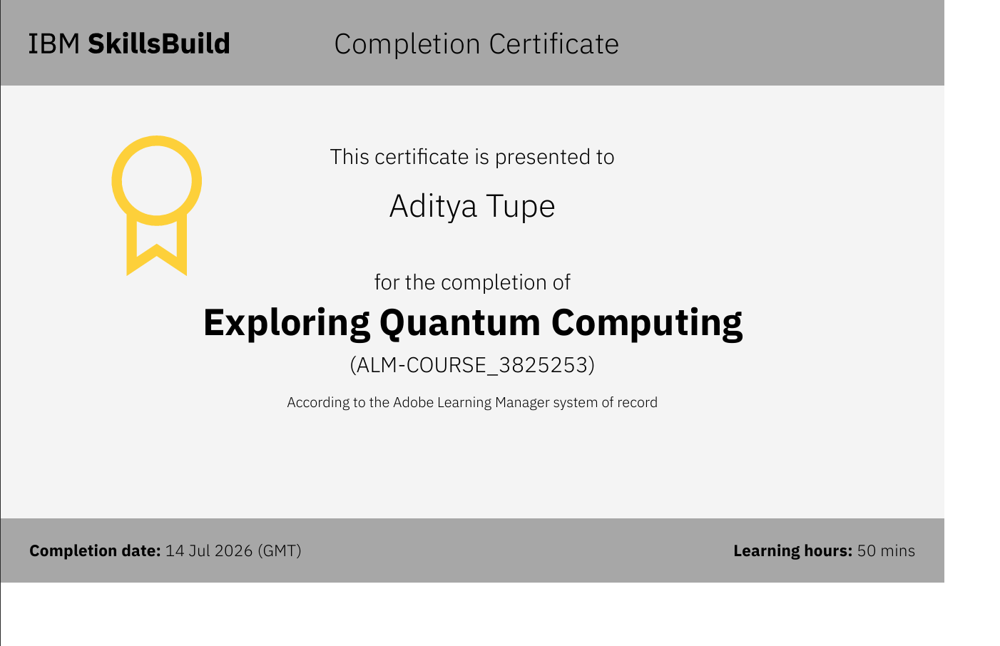 IBM SkillsBuild
Completion Certificate
This certificate is presented to
Aditya Tupe
for the completion of
Exploring Quantum Computing
(ALM-COURSE_3825253)
According to the Adobe Learning Manager system of record
Completion date: 14 Jul 2026 (GMT)
Learning hours: 50 mins